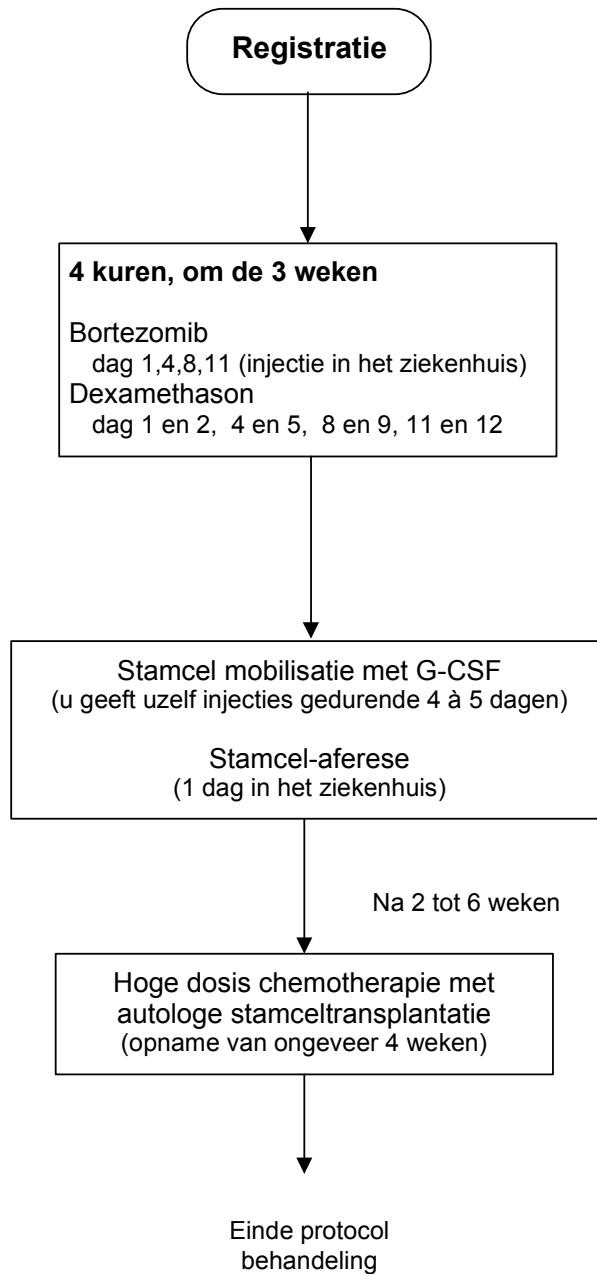 Registratie
4 kuren, om de 3 weken
Bortezomib
dag 1,4,8,11 (injectie in het ziekenhuis)
Dexamethason
dag 1 en 2, 4 en 5, 8 en 9, 11 en 12
Stamcel mobilisatie met G-CSF
(u geeft uzelf injecties gedurende 4 à 5 dagen)
Stamcel-aferese
(1 dag in het ziekenhuis)
Na 2 tot 6 weken
Hoge dosis chemotherapie met
autologe stamceltransplantatie
(opname van ongeveer 4 weken)
Einde protocol
behandeling